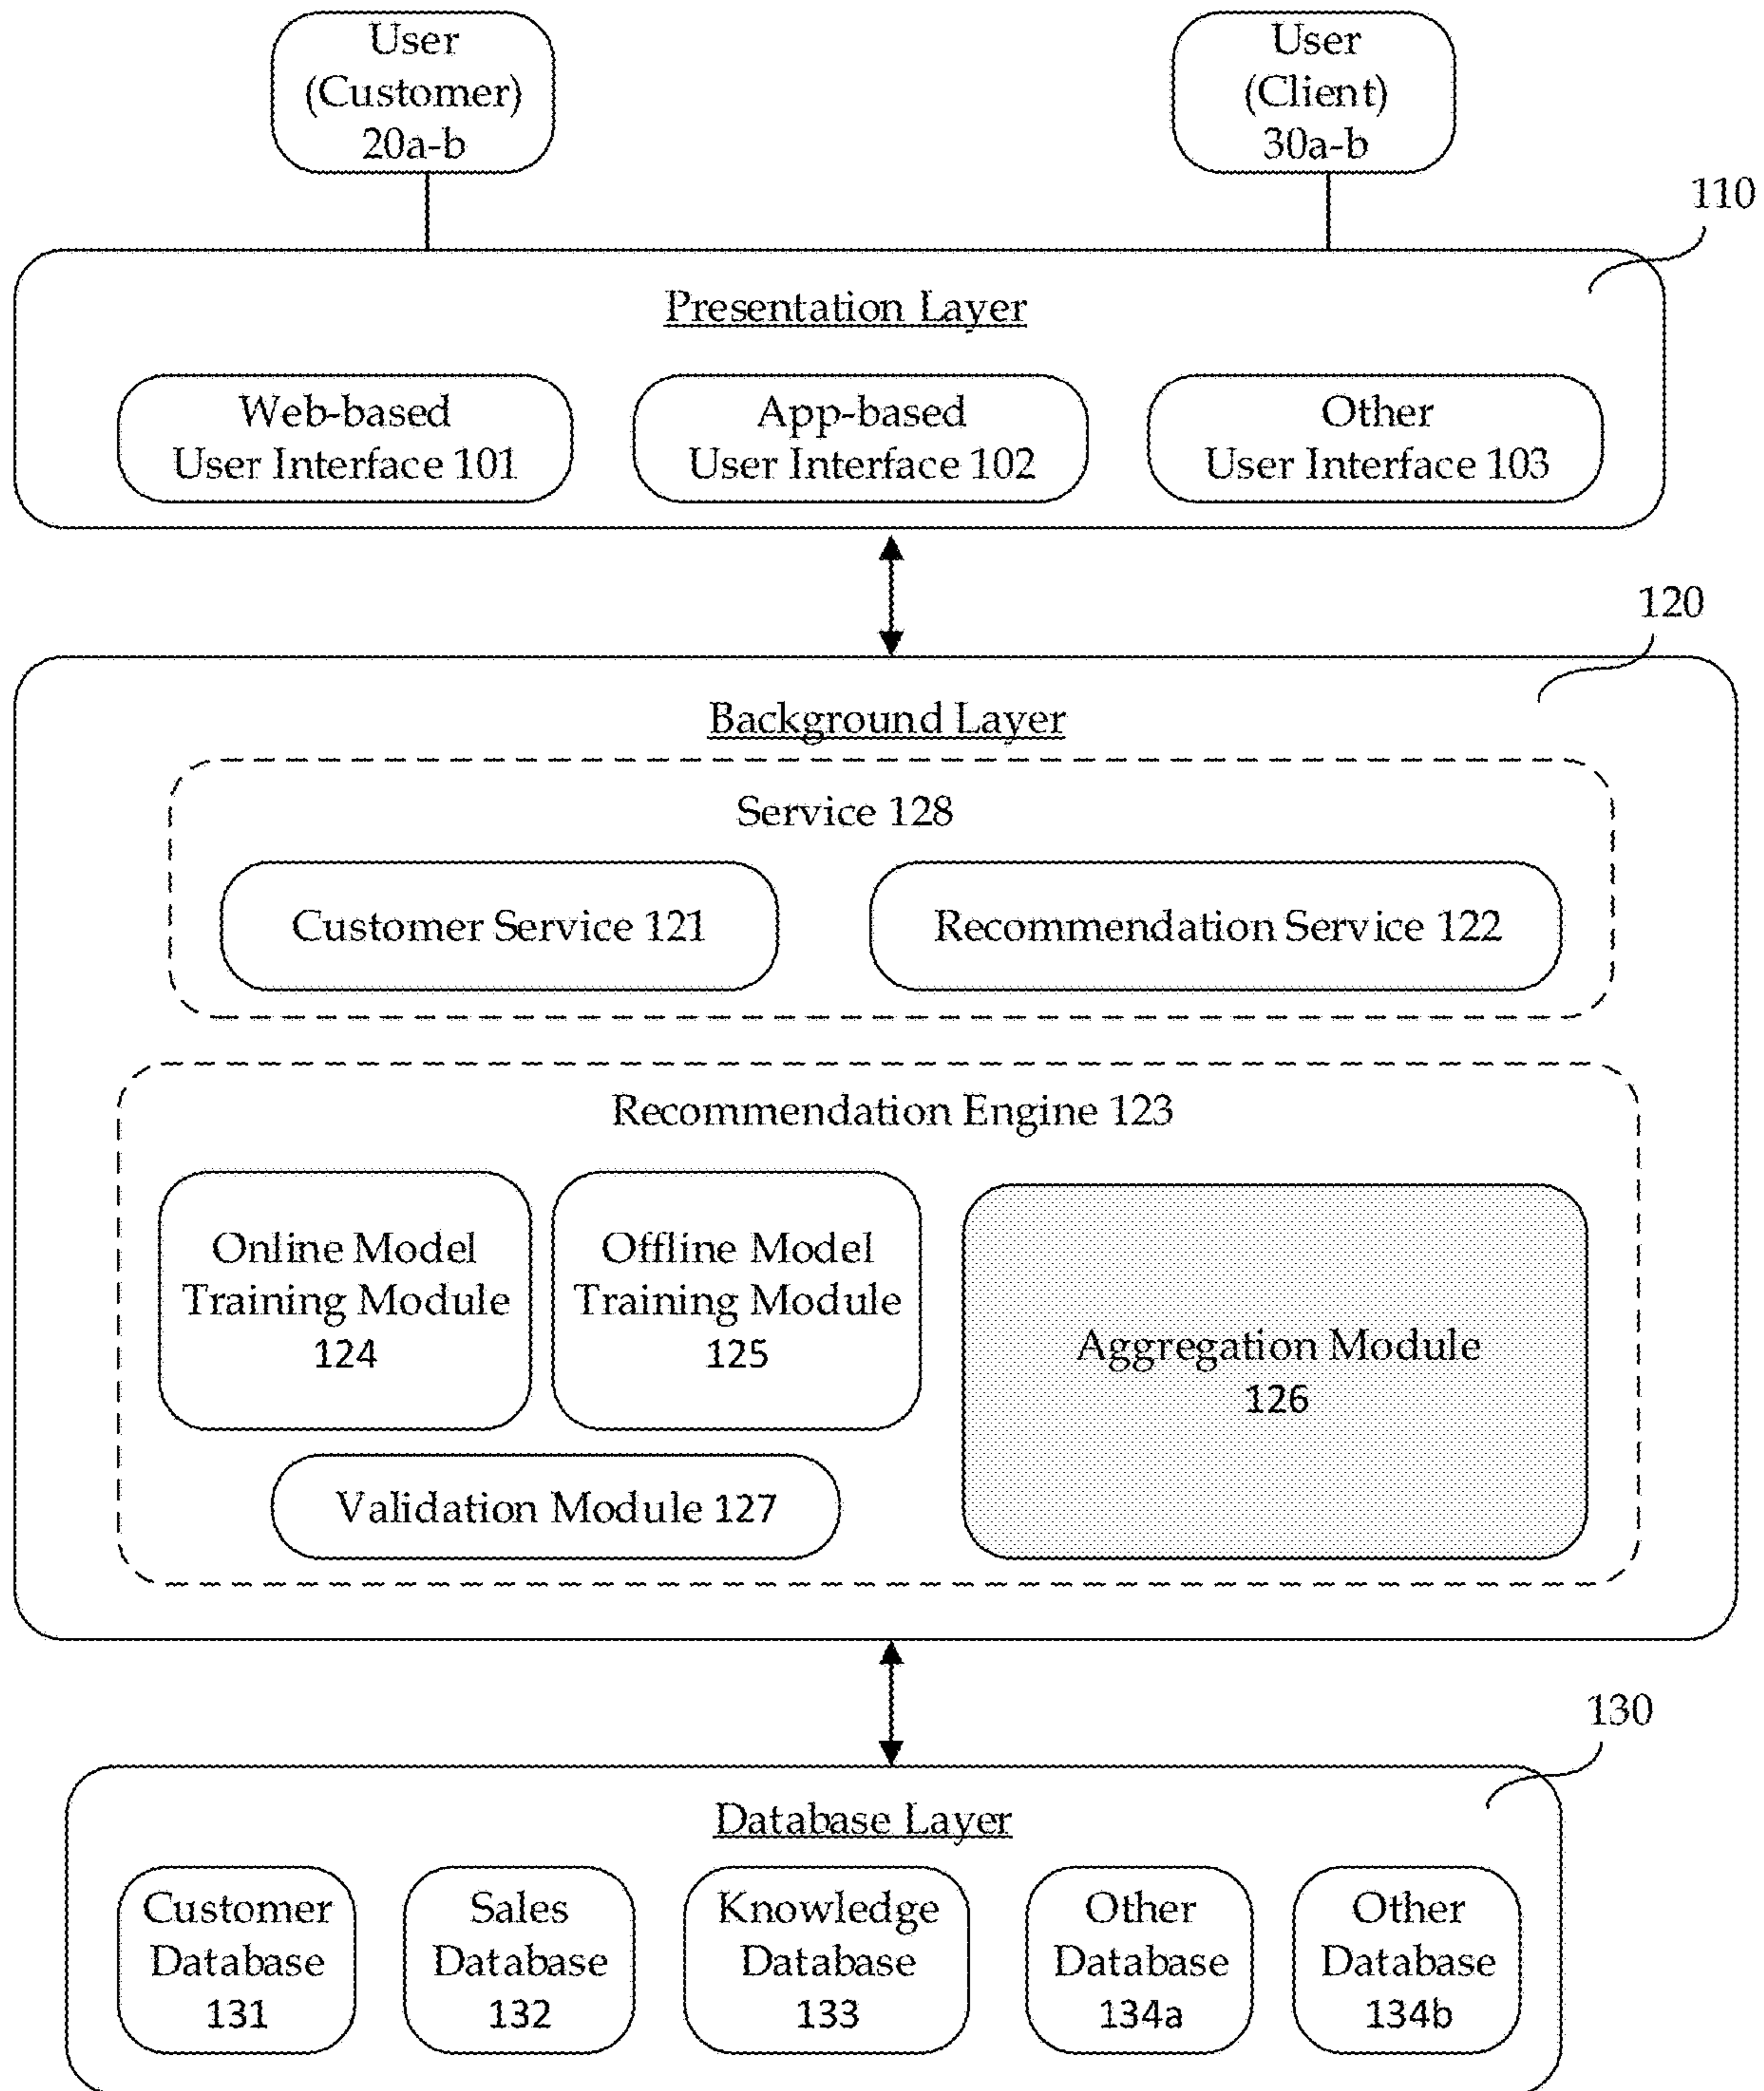 User
(Customer)
20a-b
User
(Client)
30a-b
110
Presentation Layer
Web-based
User Interface 101
App-based
User Interface 102
Other
User Interface 103
120
Background Layer
Service 128
Customer Service 121
Recommendation Service 122
Recommendation Engine 123
Online Model
Training Module
124
Offline Model
Training Module
125
Aggregation Module
126
Validation Module 127
130
Database Layer
Customer
Database
131
Sales
Database
132
Knowledge
Database
133
Other
Database
134a
Other
Database
134b